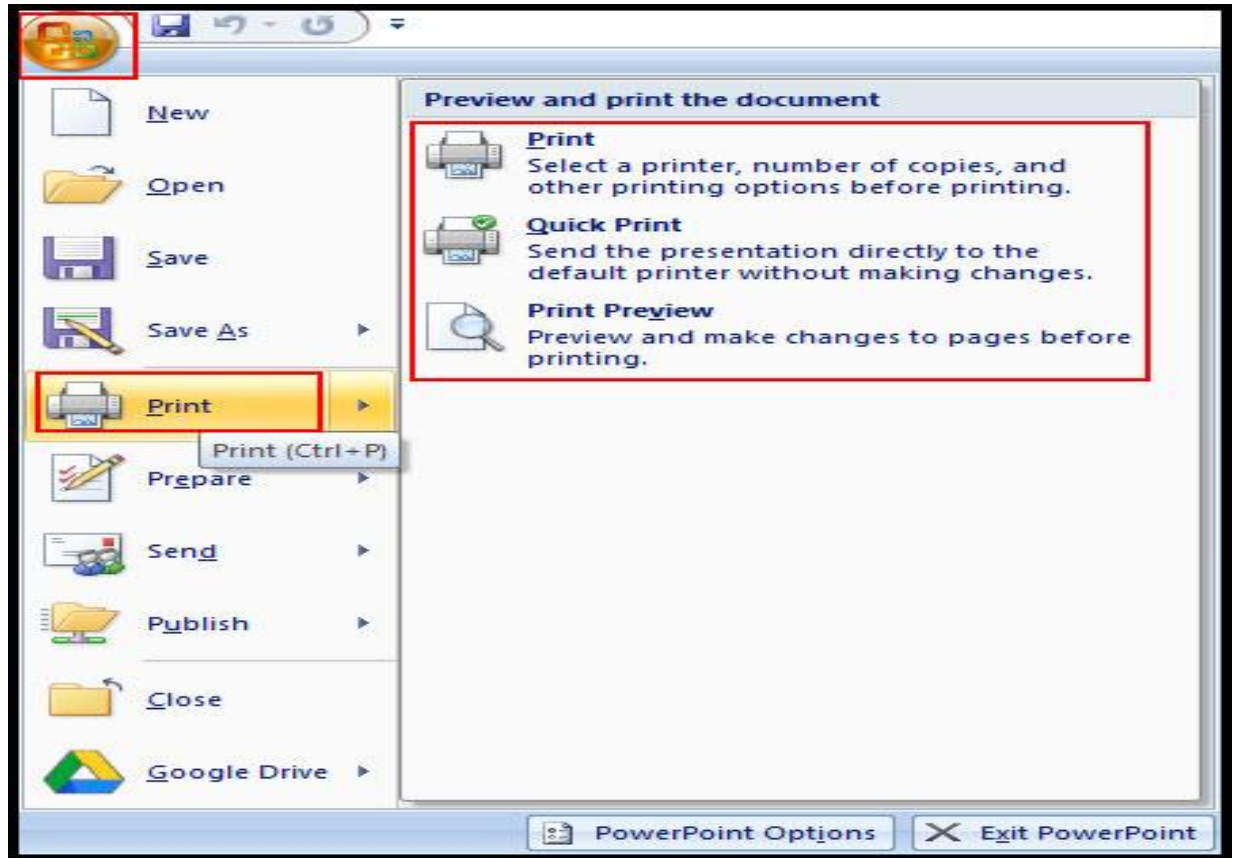 New
Open
Save
Save As
Print
Print (Ctrl+P)
Prepare
Send
Publish
Close
Google Drive
Preview and print the document
Print
Select a printer, number of copies, and
other printing options before printing.
Quick Print
Send the presentation directly to the
default printer without making changes.
Print Preview
Preview and make changes to pages before
printing.
PowerPoint Options
Exit PowerPoint